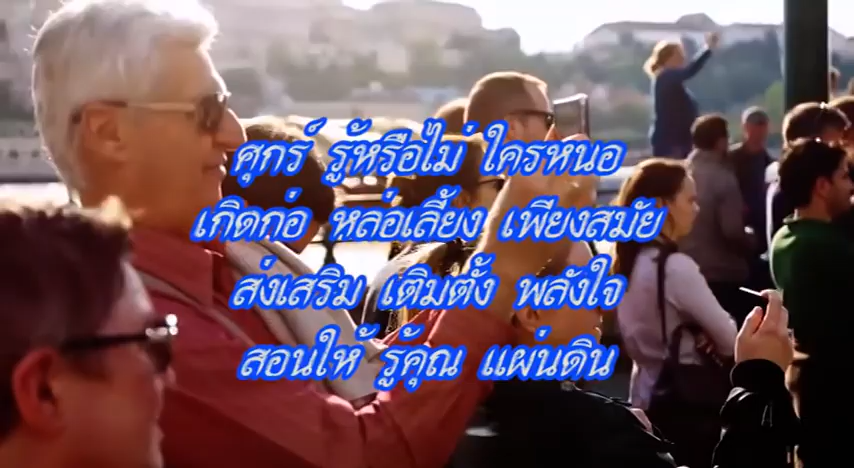 ศุกร์ รู้หรือไม่ ใครหนอ
เกิดก่อ หล่อเลี้ยง เพียงสมัย
ส่งเสริม เติมตั้ง พลังใจ
สอนให้ รู้คุณ แผ่นดิน